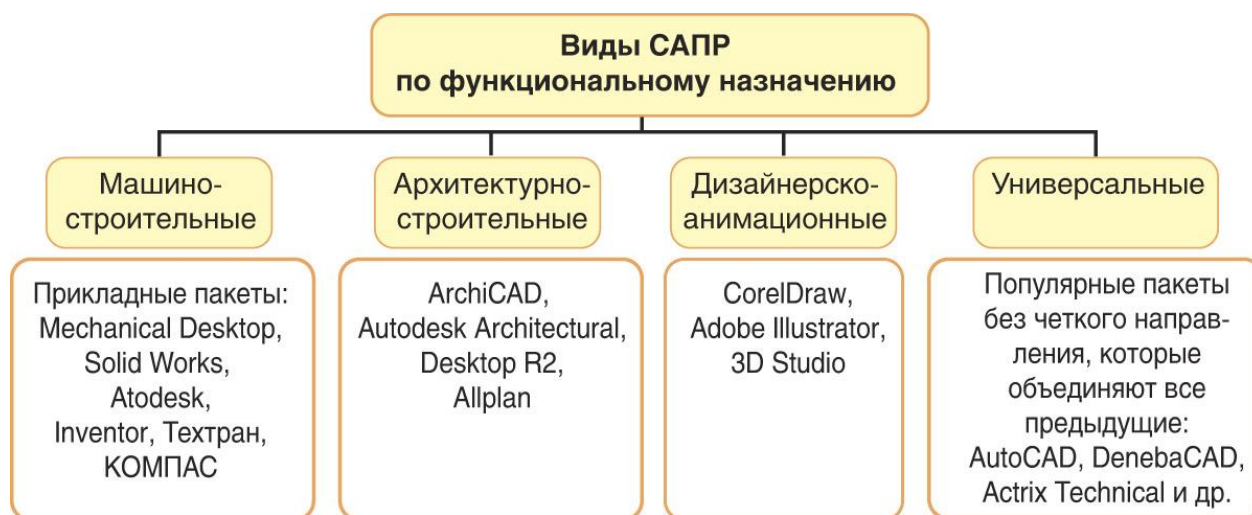 Виды САПР
по функциональному назначению
Машино-
строительные
Архитектурно-
строительные
Дизайнерско-
анимационные
Универсальные
Прикладные пакеты:
Mechanical Desktop,
Solid Works,
Atodesk,
Inventor, Техтран,
КОМПАС
ArchiCAD,
Autodesk Architectural,
Desktop R2,
Allplan
CorelDraw,
Adobe Illustrator,
3D Studio
Популярные пакеты
без четкого направ-
ления, которые
объединяют все
предыдущие:
AutoCAD, DenebaCAD,
Actrix Technical и др.